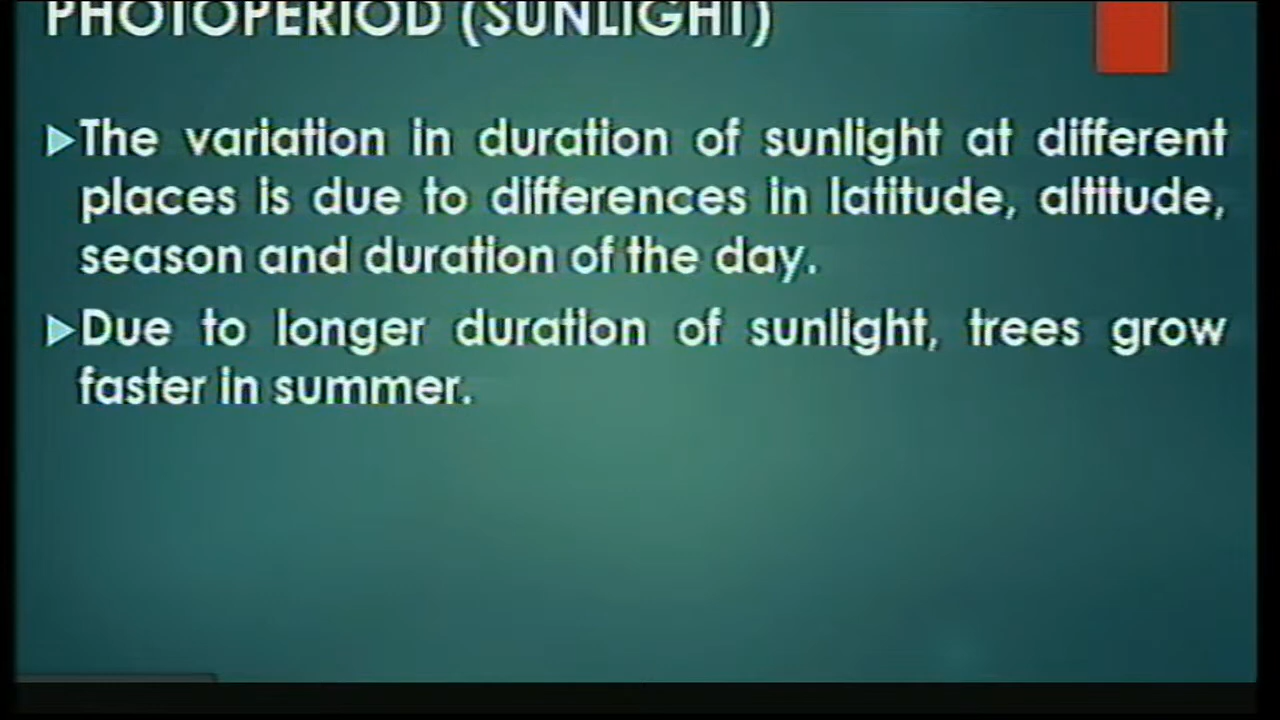 PHOTOPERIOD (SUNLIGHT)
The variation in duration of sunlight at different
places is due to differences in latitude, altitude,
season and duration of the day.
Due to longer duration of sunlight, trees grow
faster in summer.